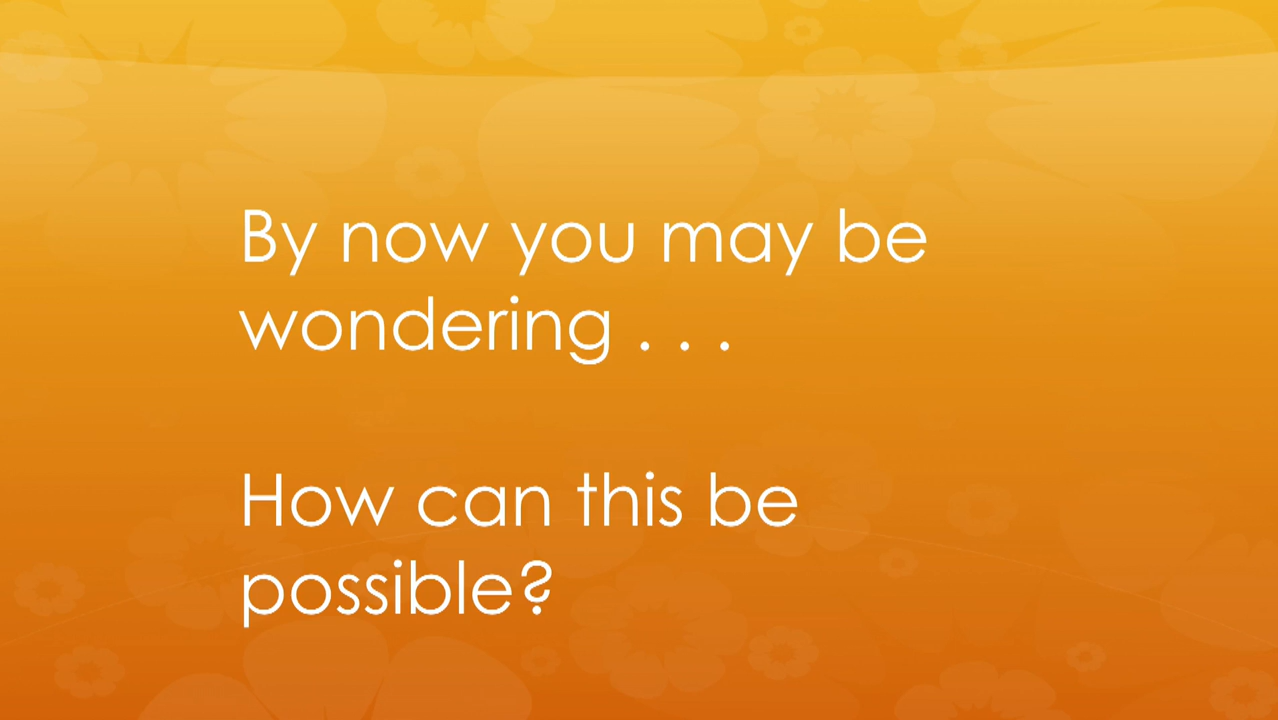 By now you may be
wondering . . .
How can this be
possible?